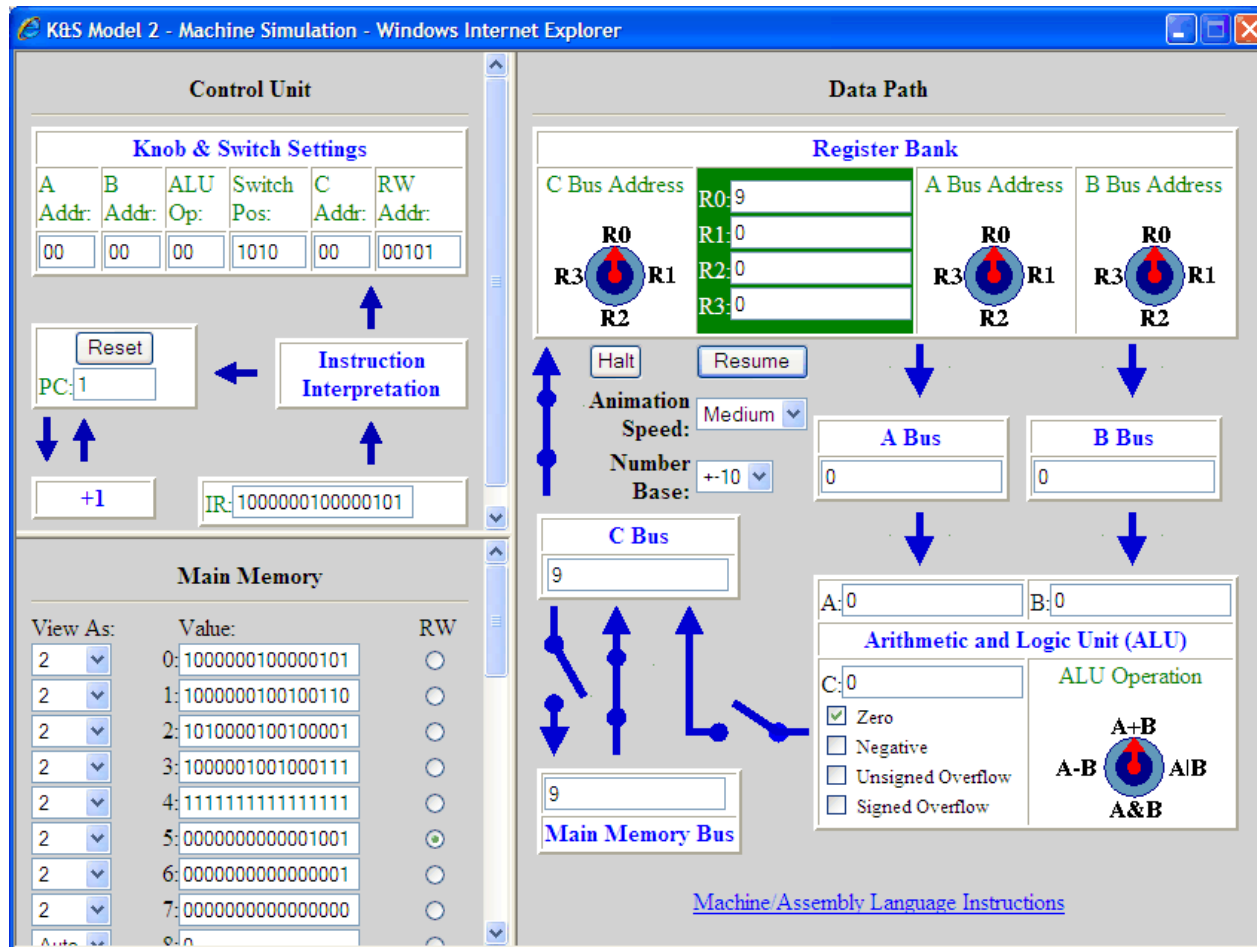 K&S Model 2 - Machine Simulation - Windows Internet Explorer
Control Unit
Knob & Switch Settings
A Addr: B Addr: ALU Op: Switch Pos: C Addr: RW Addr:
00 00 00 1010 00 00101
Reset
PC: 1
Instruction
Interpretation
+1
IR: 1000000100000101
Main Memory
View As: Value: RW
2 0: 1000000100000101
2 1: 1000000100100110
2 2: 1010000100100001
2 3: 1000001001000111
2 4: 1111111111111111
2 5: 0000000000001001
2 6: 0000000000000001
2 7: 0000000000000000
Auto 8: 0
Data Path
Register Bank
C Bus Address
R0 R1 R2 R3
R0: 9
R1: 0
R2: 0
R3: 0
A Bus Address
R0 R1 R2 R3
B Bus Address
R0 R1 R2 R3
Halt Resume
Animation
Speed: Medium
Number
Base: +-10
A Bus
0
B Bus
0
C Bus
9
A: 0 B: 0
Arithmetic and Logic Unit (ALU)
C: 0
Zero
Negative
Unsigned Overflow
Signed Overflow
ALU Operation
A+B
A-B A|B
A&B
9
Main Memory Bus
Machine/Assembly Language Instructions